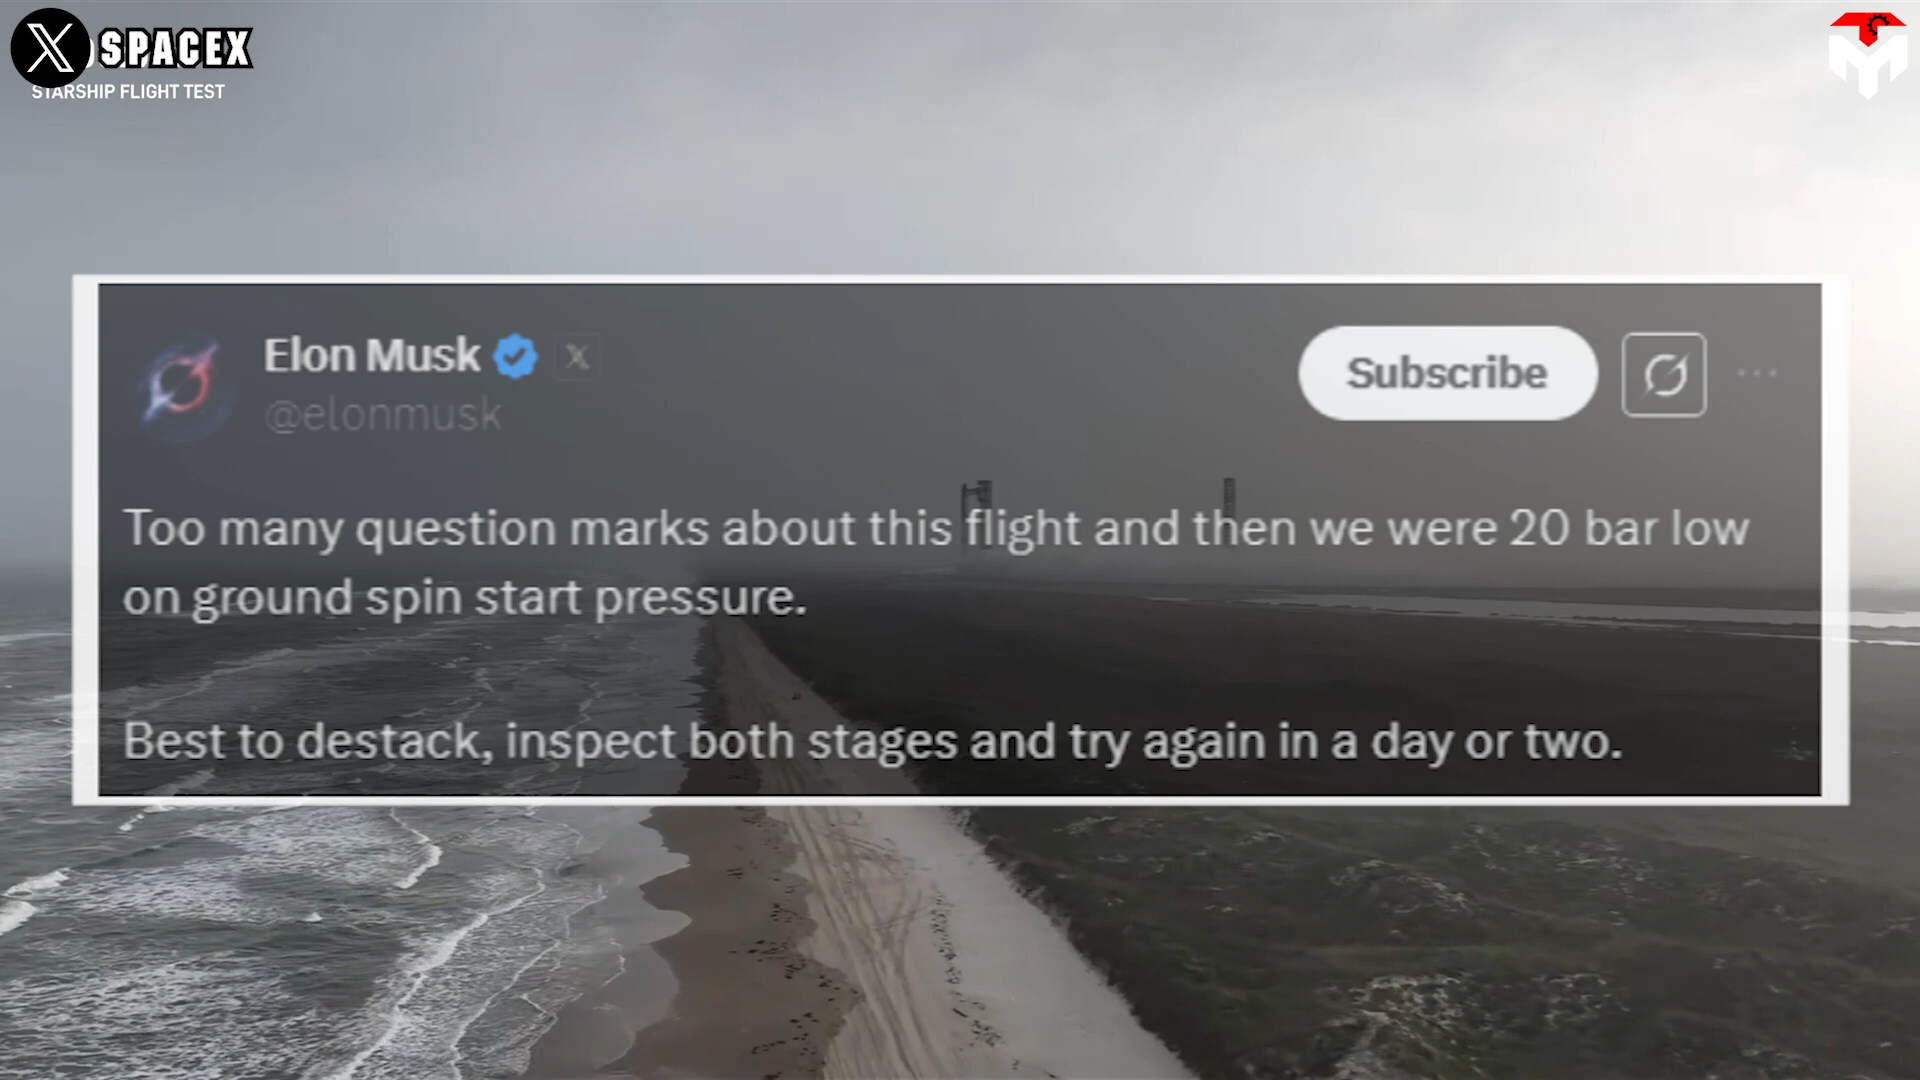 SPACEX
STARSHIP FLIGHT TEST
Elon Musk
@elonmusk
Subscribe
Too many question marks about this flight and then we were 20 bar low
on ground spin start pressure.
Best to destack, inspect both stages and try again in a day or two.